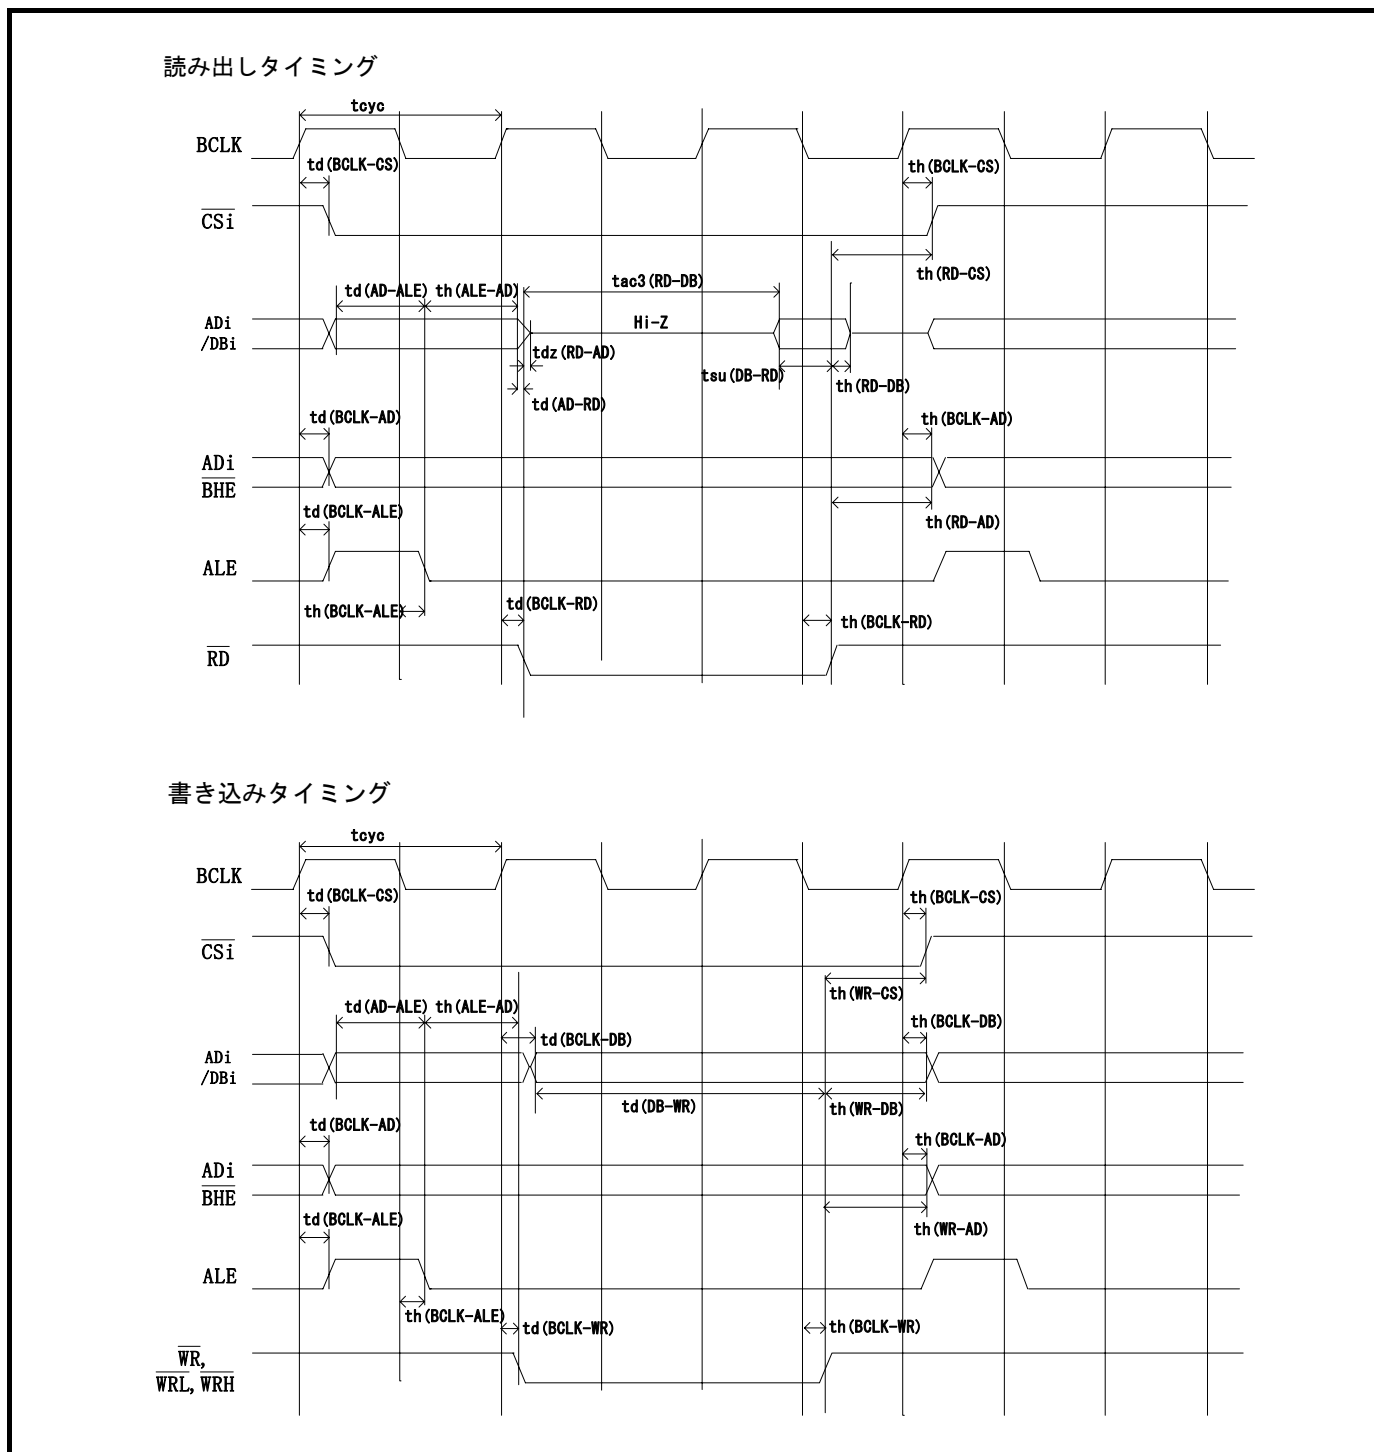 読み出しタイミング
tcyc
BCLK
td(BCLK-CS)
th(BCLK-CS)
CSi
th(RD-CS)
tac3(RD-DB)
td(AD-ALE)
th(ALE-AD)
ADi
/DBi
Hi-Z
tdz(RD-AD)
tsu(DB-RD)
th(RD-DB)
td(AD-RD)
td(BCLK-AD)
th(BCLK-AD)
ADi
BHE
td(BCLK-ALE)
th(RD-AD)
ALE
th(BCLK-ALE)
td(BCLK-RD)
th(BCLK-RD)
RD
書き込みタイミング
tcyc
BCLK
td(BCLK-CS)
th(BCLK-CS)
CSi
th(WR-CS)
td(AD-ALE)
th(ALE-AD)
th(BCLK-DB)
td(BCLK-DB)
ADi
/DBi
td(DB-WR)
th(WR-DB)
td(BCLK-AD)
th(BCLK-AD)
ADi
BHE
td(BCLK-ALE)
th(WR-AD)
ALE
th(BCLK-ALE)
td(BCLK-WR)
th(BCLK-WR)
WR,
WRL, WRH